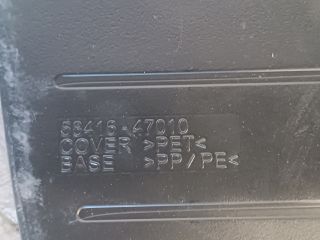 58415-47010
COVER >PET<
BASE >PP/PE<